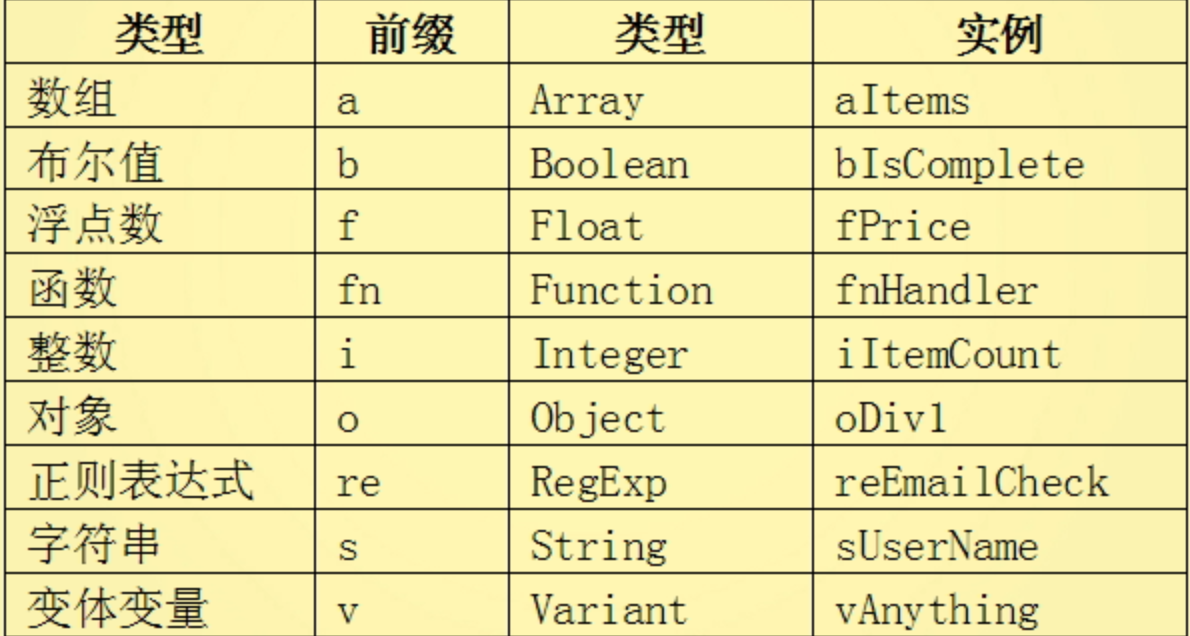 类型 前缀 类型 实例
数组 a Array aItems
布尔值 b Boolean bIsComplete
浮点数 f Float fPrice
函数 fn Function fnHandler
整数 i Integer iItemCount
对象 o Object oDiv1
正则表达式 re RegExp reEmailCheck
字符串 s String sUserName
变体变量 v Variant vAnything